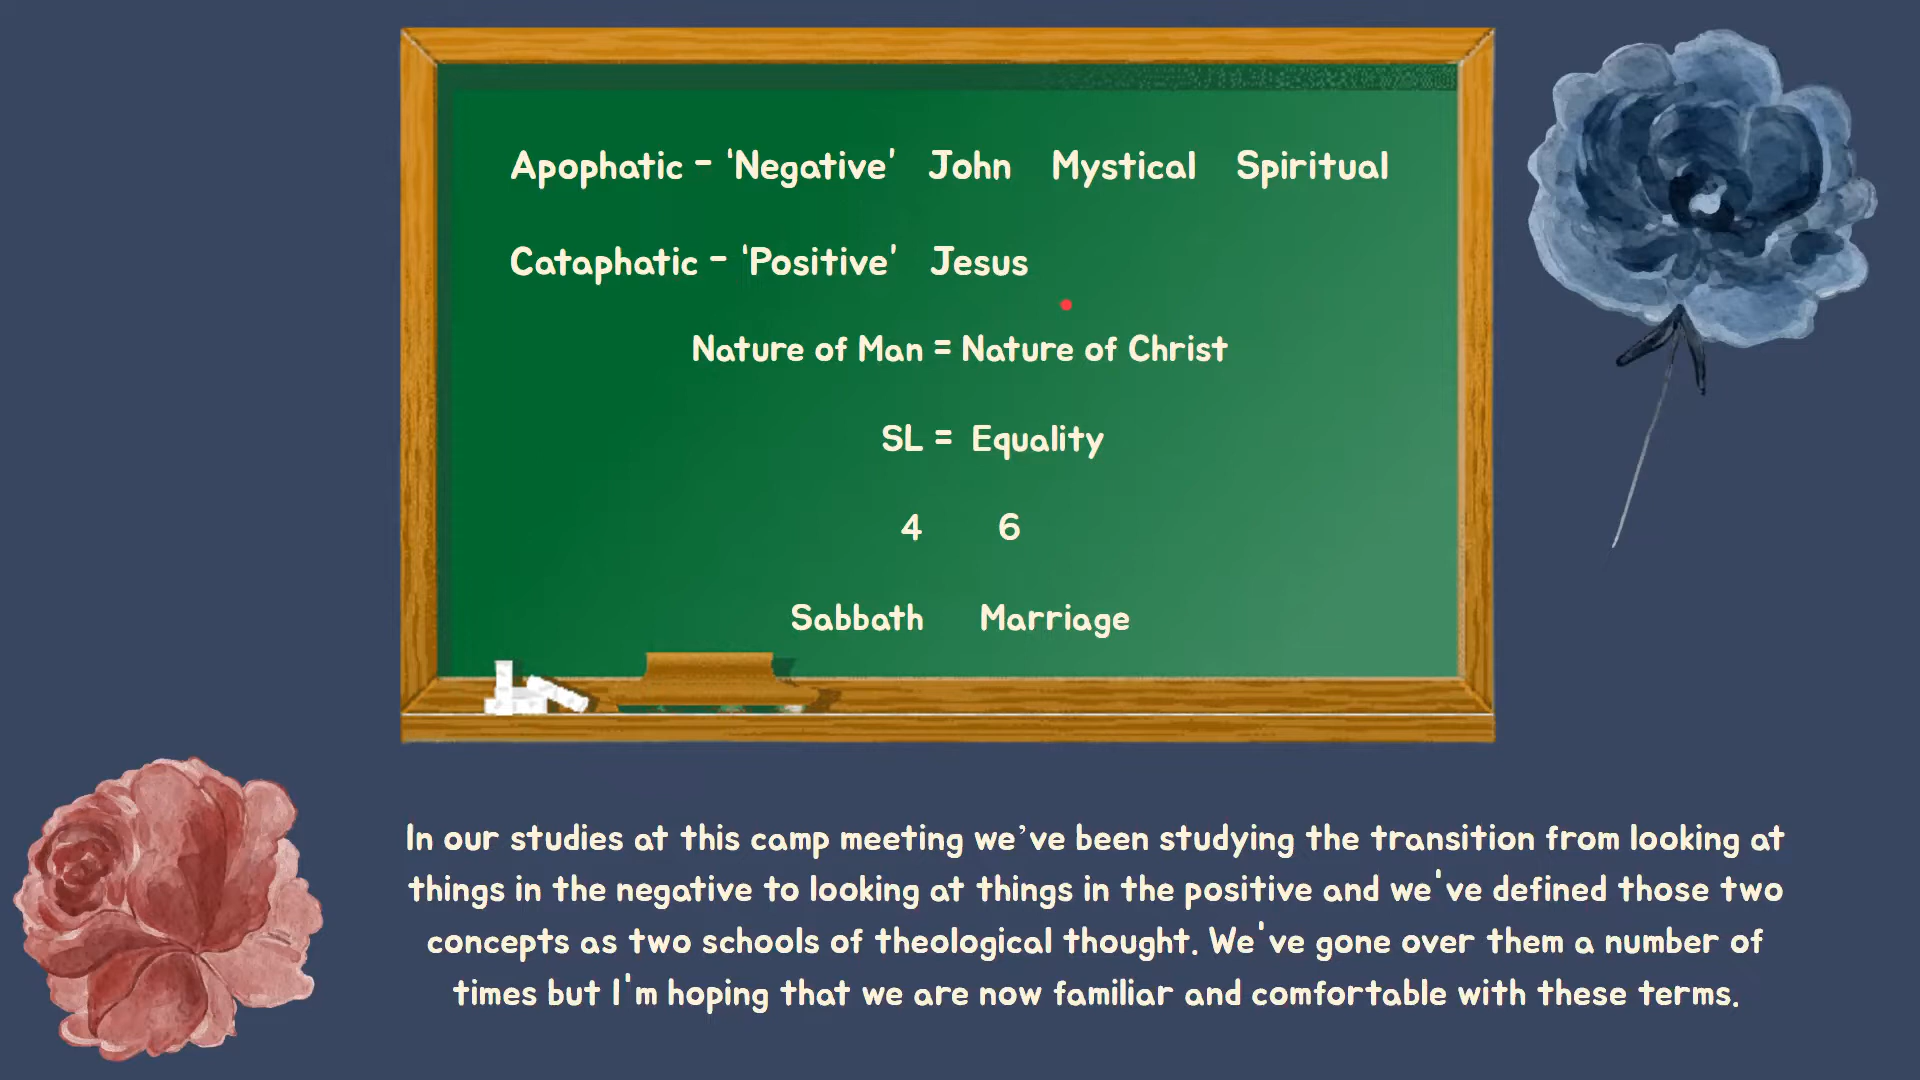 Apophatic - 'Negative' John Mystical Spiritual
Cataphatic - 'Positive' Jesus
Nature of Man = Nature of Christ
SL = Equality
4 6
Sabbath Marriage
In our studies at this camp meeting we've been studying the transition from looking at
things in the negative to looking at things in the positive and we've defined those two
concepts as two schools of theological thought. We've gone over them a number of
times but I'm hoping that we are now familiar and comfortable with these terms.